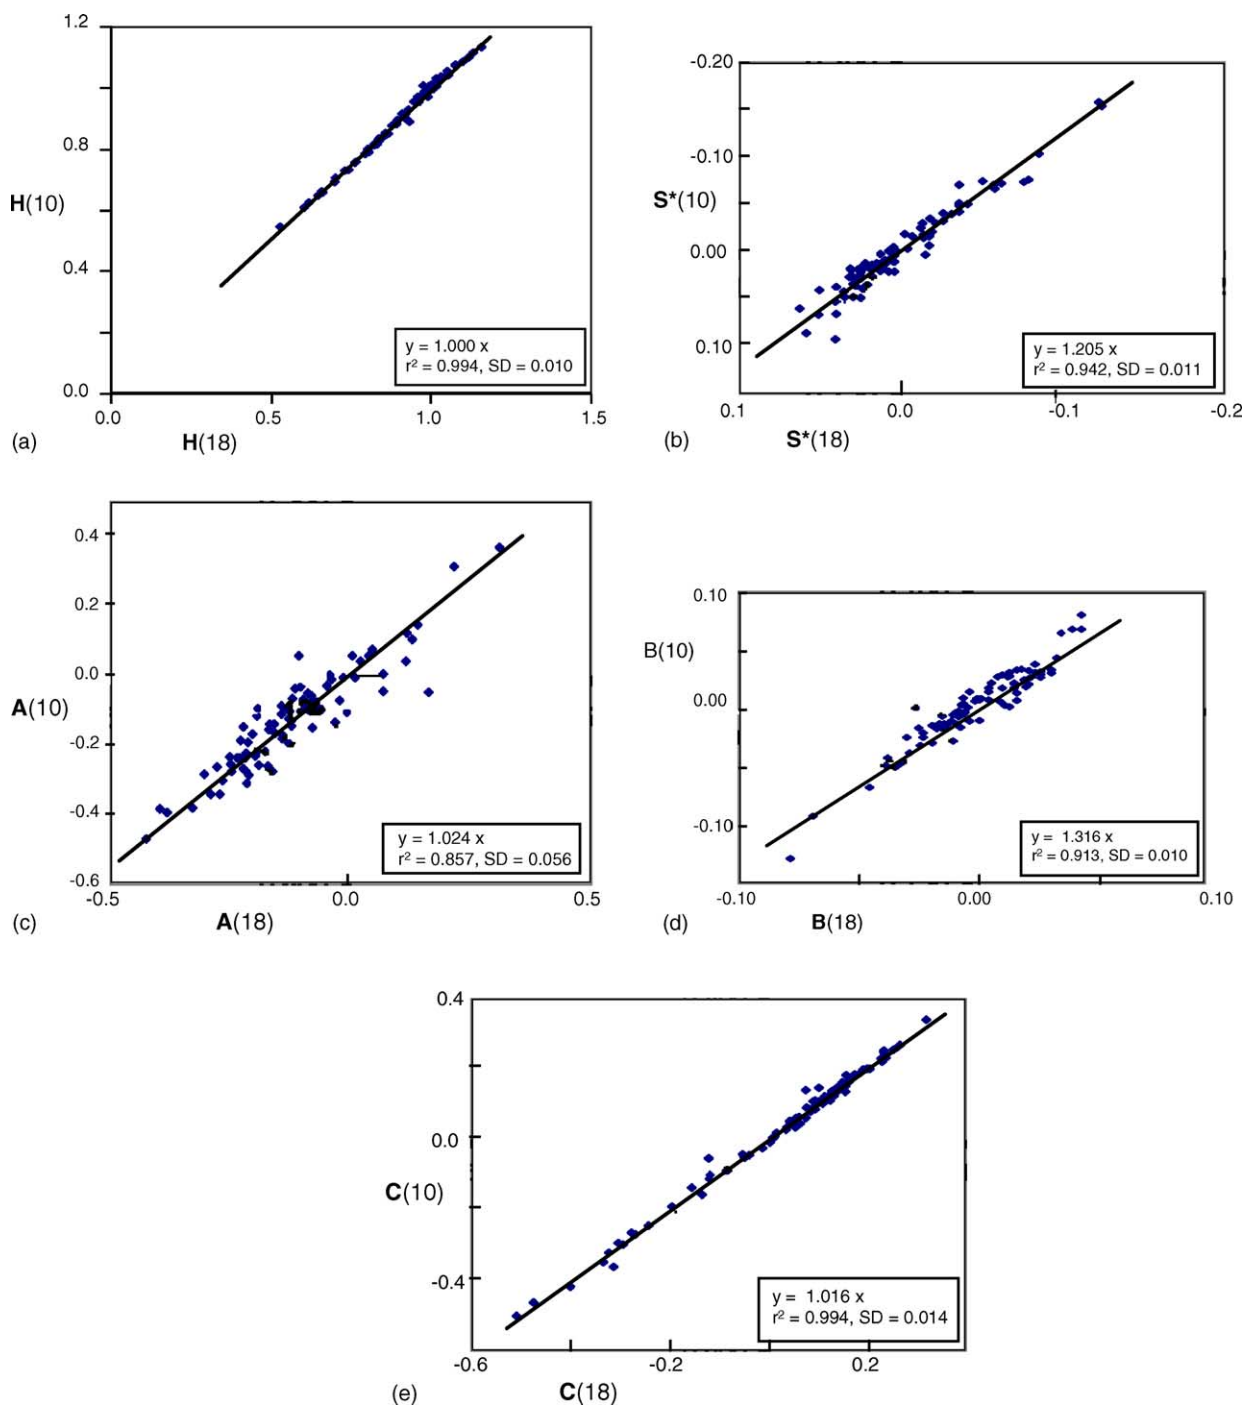 1.2
0.8
H(10)
0.4
0.0
0.0 0.5 1.0 1.5
y = 1.000 x
r² = 0.994, SD = 0.010
(a) H(18)
-0.20
-0.10
S*(10)
0.00
0.10
0.1 0.0 -0.1 -0.2
y = 1.205 x
r² = 0.942, SD = 0.011
(b) S*(18)
0.4
0.2
0.0
A(10)
-0.2
-0.4
-0.6
-0.5 0.0 0.5
y = 1.024 x
r² = 0.857, SD = 0.056
(c) A(18)
0.10
B(10)
0.00
-0.10
-0.10 0.00 0.10
y = 1.316 x
r² = 0.913, SD = 0.010
(d) B(18)
0.4
0.0
C(10)
-0.4
-0.6 -0.2 0.2
y = 1.016 x
r² = 0.994, SD = 0.014
(e) C(18)